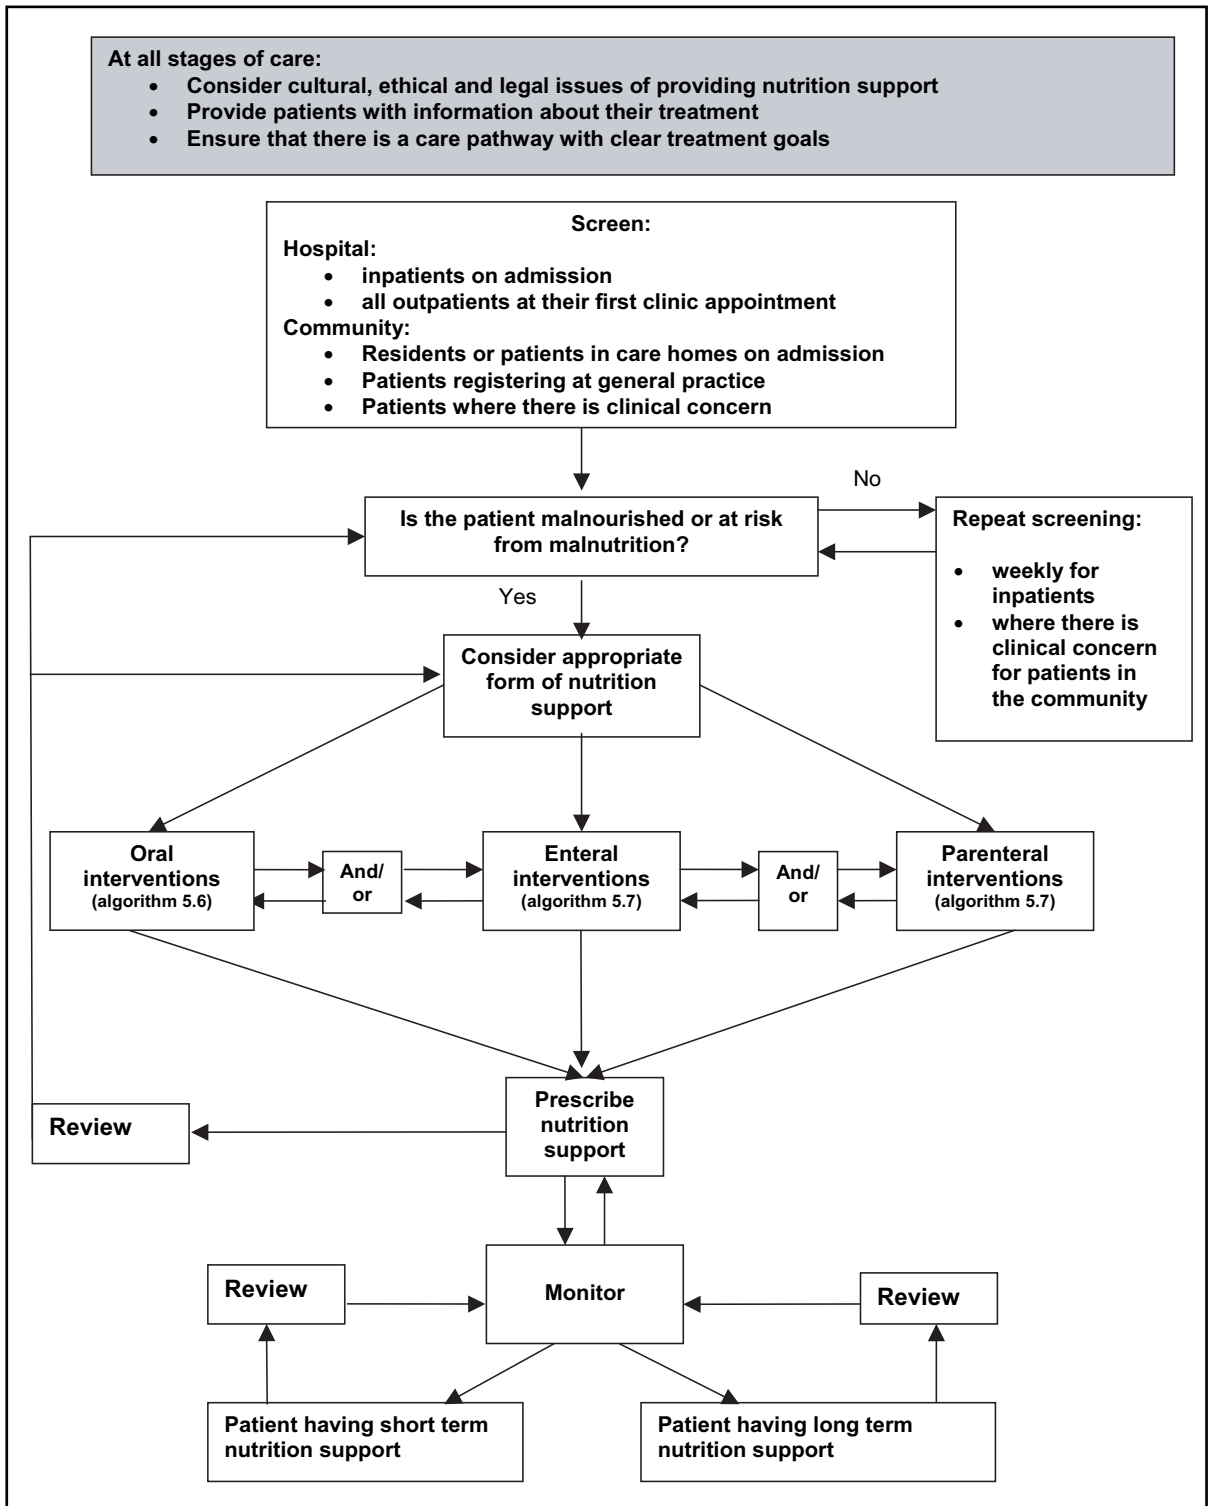 At all stages of care:
• Consider cultural, ethical and legal issues of providing nutrition support
• Provide patients with information about their treatment
• Ensure that there is a care pathway with clear treatment goals
Screen:
Hospital:
• inpatients on admission
• all outpatients at their first clinic appointment
Community:
• Residents or patients in care homes on admission
• Patients registering at general practice
• Patients where there is clinical concern
No
Is the patient malnourished or at risk
from malnutrition?
Repeat screening:
• weekly for
inpatients
• where there is
clinical concern
for patients in
the community
Yes
Consider appropriate
form of nutrition
support
Oral
interventions
(algorithm 5.6)
And/
or
Enteral
interventions
(algorithm 5.7)
And/
or
Parenteral
interventions
(algorithm 5.7)
Prescribe
nutrition
support
Review
Review
Monitor
Review
Patient having short term
nutrition support
Patient having long term
nutrition support